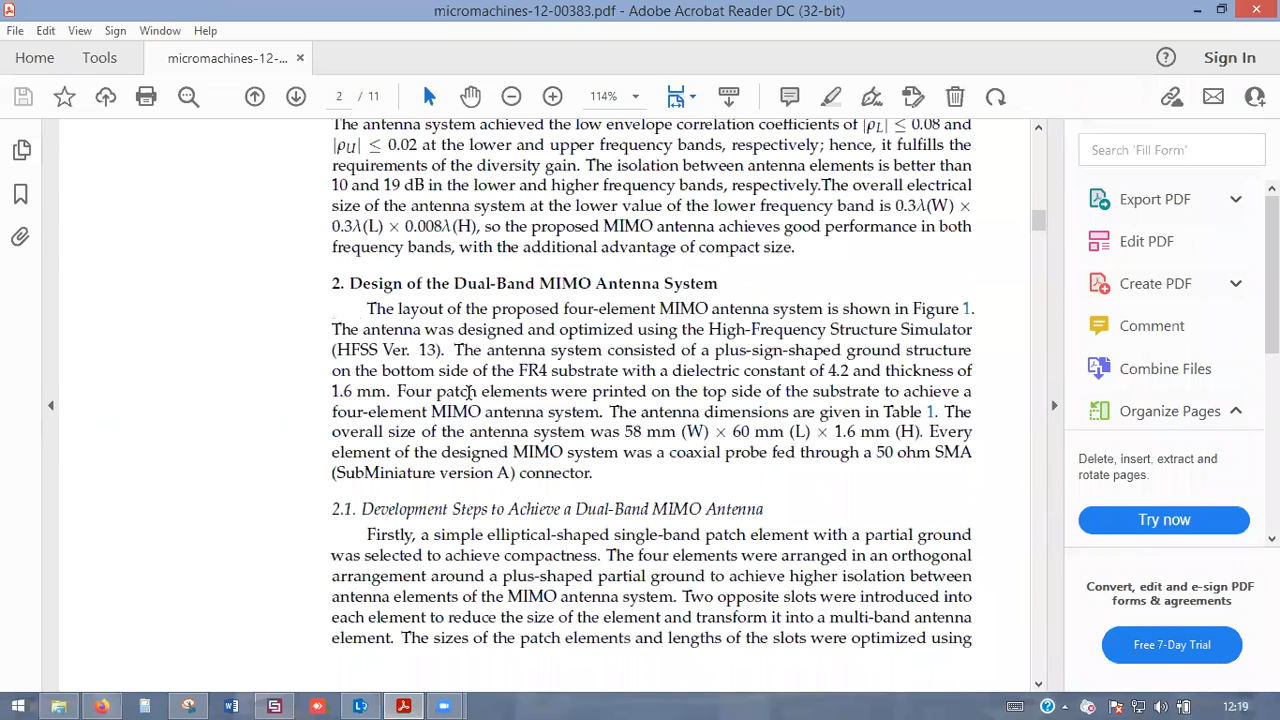 micromachines-12-00383.pdf - Adobe Acrobat Reader DC (32-bit)
File Edit View Sign Window Help
Home Tools micromachines-12-... × Sign In
2 / 11 114%
The antenna system achieved the low envelope correlation coefficients of |ρL| ≤ 0.08 and
|ρU| ≤ 0.02 at the lower and upper frequency bands, respectively; hence, it fulfills the
requirements of the diversity gain. The isolation between antenna elements is better than
10 and 19 dB in the lower and higher frequency bands, respectively.The overall electrical
size of the antenna system at the lower value of the lower frequency band is 0.3λ(W) ×
0.3λ(L) × 0.008λ(H), so the proposed MIMO antenna achieves good performance in both
frequency bands, with the additional advantage of compact size.
2. Design of the Dual-Band MIMO Antenna System
The layout of the proposed four-element MIMO antenna system is shown in Figure 1.
The antenna was designed and optimized using the High-Frequency Structure Simulator
(HFSS Ver. 13). The antenna system consisted of a plus-sign-shaped ground structure
on the bottom side of the FR4 substrate with a dielectric constant of 4.2 and thickness of
1.6 mm. Four patch elements were printed on the top side of the substrate to achieve a
four-element MIMO antenna system. The antenna dimensions are given in Table 1. The
overall size of the antenna system was 58 mm (W) × 60 mm (L) × 1.6 mm (H). Every
element of the designed MIMO system was a coaxial probe fed through a 50 ohm SMA
(SubMiniature version A) connector.
2.1. Development Steps to Achieve a Dual-Band MIMO Antenna
Firstly, a simple elliptical-shaped single-band patch element with a partial ground
was selected to achieve compactness. The four elements were arranged in an orthogonal
arrangement around a plus-shaped partial ground to achieve higher isolation between
antenna elements of the MIMO antenna system. Two opposite slots were introduced into
each element to reduce the size of the element and transform it into a multi-band antenna
element. The sizes of the patch elements and lengths of the slots were optimized using
Search 'Fill Form'
Export PDF
Edit PDF
Create PDF
Comment
Combine Files
Organize Pages
Delete, insert, extract and
rotate pages.
Try now
Convert, edit and e-sign PDF
forms & agreements
Free 7-Day Trial
12:19